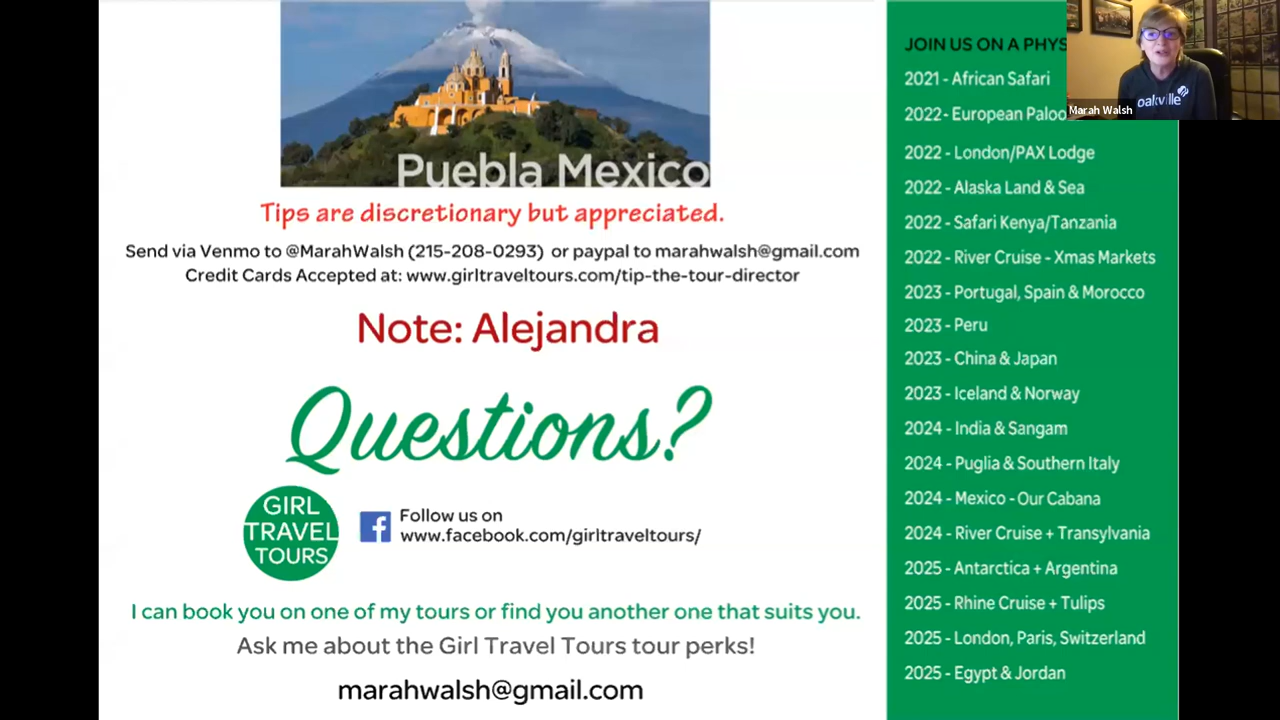 Puebla Mexico
Tips are discretionary but appreciated.
Send via Venmo to @MarahWalsh (215-208-0293) or paypal to marahwalsh@gmail.com
Credit Cards Accepted at: www.girltraveltours.com/tip-the-tour-director
Note: Alejandra
Questions?
GIRL
TRAVEL
TOURS
Follow us on
www.facebook.com/girltraveltours/
I can book you on one of my tours or find you another one that suits you.
Ask me about the Girl Travel Tours tour perks!
marahwalsh@gmail.com
JOIN US ON A PHYS
2021 - African Safari
2022- European Paloo
2022 - London/PAX Lodge
2022 - Alaska Land & Sea
2022 - Safari Kenya/Tanzania
2022 - River Cruise - Xmas Markets
2023 - Portugal, Spain & Morocco
2023 - Peru
2023 - China & Japan
2023 - Iceland & Norway
2024 - India & Sangam
2024 - Puglia & Southern Italy
2024 - Mexico - Our Cabana
2024 - River Cruise + Transylvania
2025 - Antarctica + Argentina
2025 - Rhine Cruise + Tulips
2025 - London, Paris, Switzerland
2025 - Egypt & Jordan
oakville
Marah Walsh